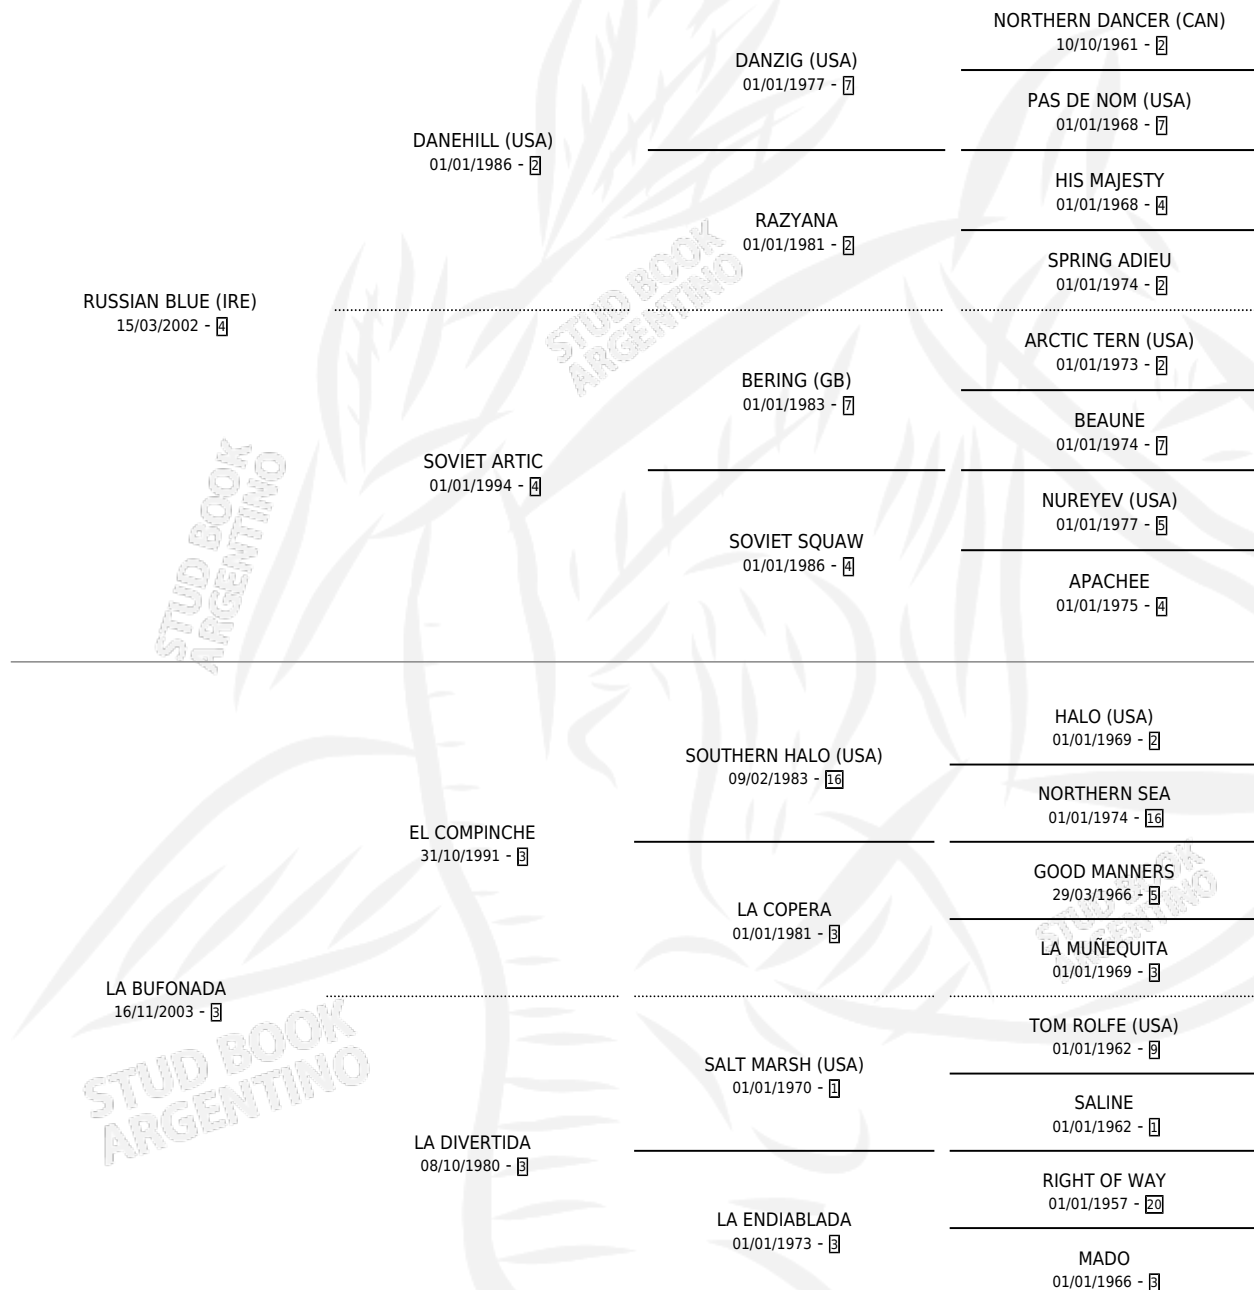 NORTHERN DANCER (CAN)
10/10/1961 - 2
DANZIG (USA)
01/01/1977 - 7
PAS DE NOM (USA)
01/01/1968 - 7
DANEHILL (USA)
01/01/1986 - 2
HIS MAJESTY
01/01/1968 - 4
RAZYANA
01/01/1981 - 2
SPRING ADIEU
01/01/1974 - 2
RUSSIAN BLUE (IRE)
15/03/2002 - 4
STUD BOOK
ARGENTINO
ARCTIC TERN (USA)
01/01/1973 - 2
BERING (GB)
01/01/1983 - 7
BEAUNE
01/01/1974 - 7
SOVIET ARTIC
01/01/1994 - 4
NUREYEV (USA)
01/01/1977 - 5
SOVIET SQUAW
01/01/1986 - 4
APACHEE
01/01/1975 - 4
STUD BOOK
ARGENTINO
HALO (USA)
01/01/1969 - 2
SOUTHERN HALO (USA)
09/02/1983 - 16
NORTHERN SEA
01/01/1974 - 16
EL COMPINCHE
31/10/1991 - 3
GOOD MANNERS
29/03/1966 - 5
STUD BOOK
ARGENTINO
LA COPERA
01/01/1981 - 3
LA MUÑEQUITA
01/01/1969 - 3
LA BUFONADA
16/11/2003 - 3
STUD BOOK
ARGENTINO
TOM ROLFE (USA)
01/01/1962 - 9
SALT MARSH (USA)
01/01/1970 - 1
SALINE
01/01/1962 - 1
LA DIVERTIDA
08/10/1980 - 3
RIGHT OF WAY
01/01/1957 - 20
LA ENDIABLADA
01/01/1973 - 3
MADO
01/01/1966 - 3